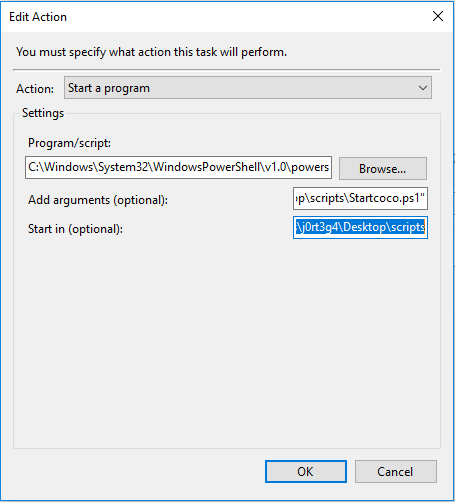 Edit Action
You must specify what action this task will perform.
Action: Start a program
Settings
Program/script:
C:\Windows\System32\WindowsPowerShell\v1.0\powers
Browse...
Add arguments (optional): p\scripts\Startcoco.ps1"
Start in (optional): \j0rt3g4\Desktop\scripts
OK Cancel